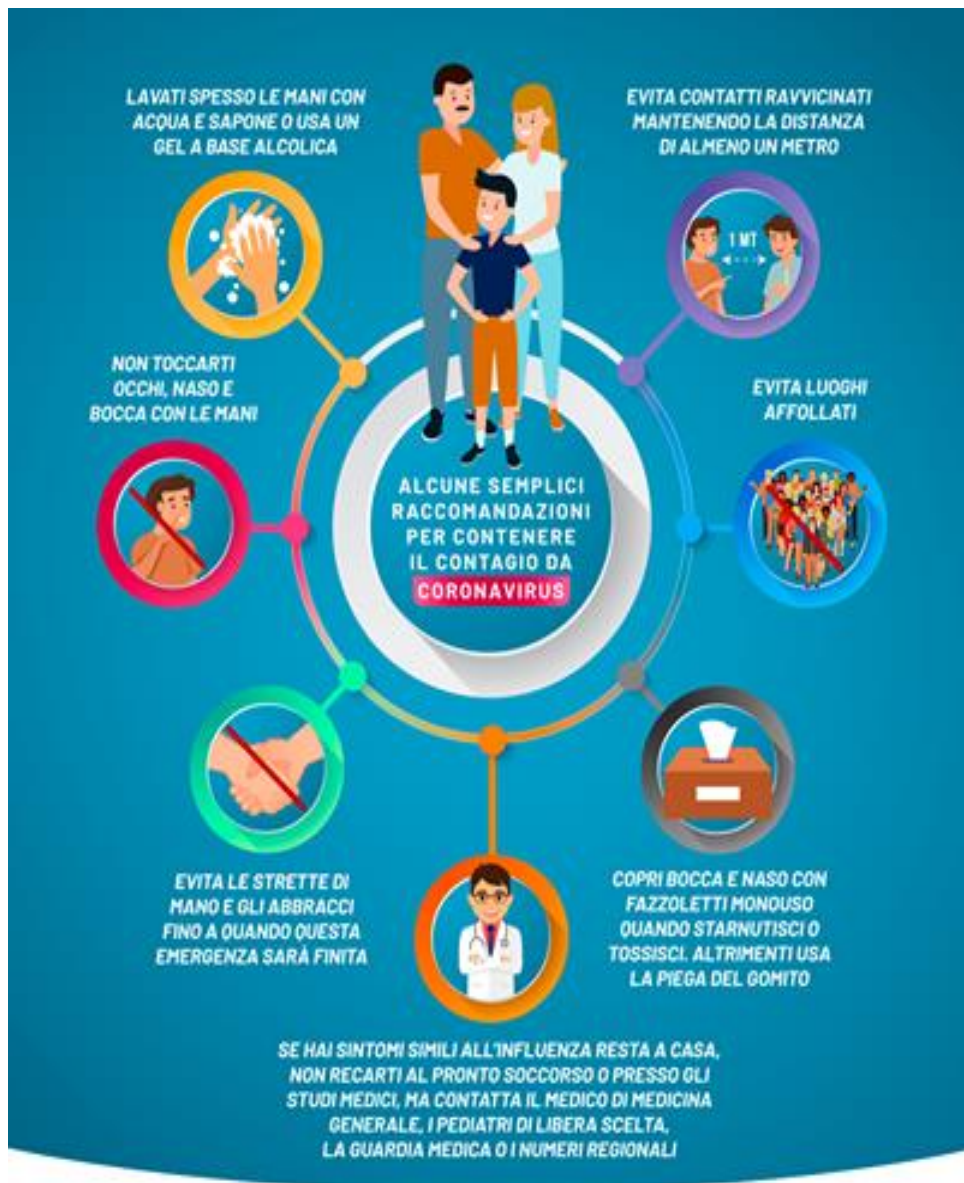 LAVATI SPESSO LE MANI CON
ACQUA E SAPONE O USA UN
GEL A BASE ALCOLICA
EVITA CONTATTI RAVVICINATI
MANTENENDO LA DISTANZA
DI ALMENO UN METRO
1 MT
NON TOCCARTI
OCCHI, NASO E
BOCCA CON LE MANI
EVITA LUOGHI
AFFOLLATI
ALCUNE SEMPLICI
RACCOMANDAZIONI
PER CONTENERE
IL CONTAGIO DA
CORONAVIRUS
EVITA LE STRETTE DI
MANO E GLI ABBRACCI
FINO A QUANDO QUESTA
EMERGENZA SARÀ FINITA
COPRI BOCCA E NASO CON
FAZZOLETTI MONOUSO
QUANDO STARNUTISCI O
TOSSISCI. ALTRIMENTI USA
LA PIEGA DEL GOMITO
SE HAI SINTOMI SIMILI ALL'INFLUENZA RESTA A CASA,
NON RECARTI AL PRONTO SOCCORSO O PRESSO GLI
STUDI MEDICI, MA CONTATTA IL MEDICO DI MEDICINA
GENERALE, I PEDIATRI DI LIBERA SCELTA,
LA GUARDIA MEDICA O I NUMERI REGIONALI